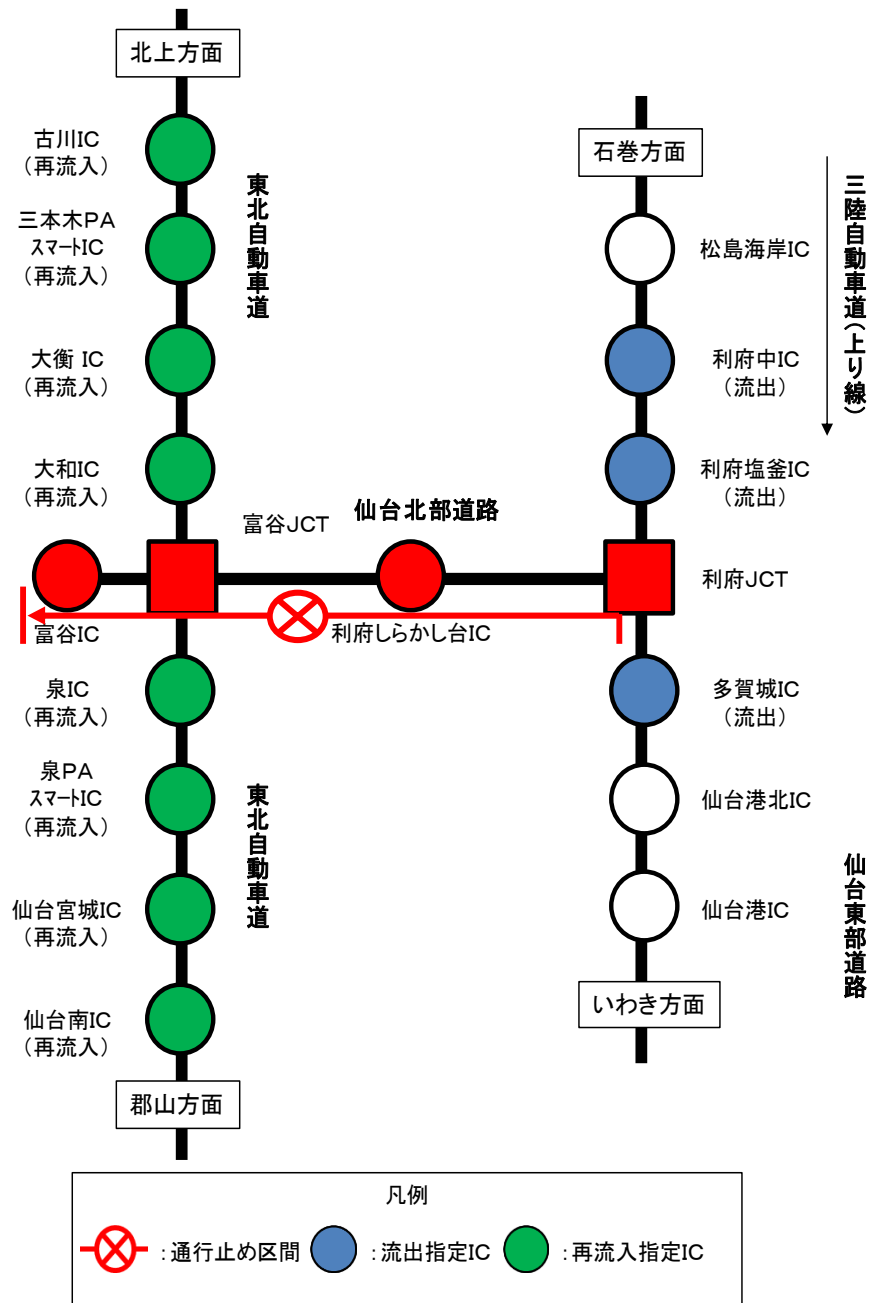 北上方面
古川IC
（再流入）
三本木PA
スマートIC
（再流入）
大衡 IC
（再流入）
大和IC
（再流入）
東北自動車道
石巻方面
松島海岸IC
利府中IC
（流出）
利府塩釜IC
（流出）
三陸自動車道（上り線）
富谷JCT
仙台北部道路
利府JCT
富谷IC
利府しらかし台IC
泉IC
（再流入）
泉PA
スマートIC
（再流入）
仙台宮城IC
（再流入）
仙台南IC
（再流入）
東北自動車道
郡山方面
多賀城IC
（流出）
仙台港北IC
仙台港IC
仙台東部道路
いわき方面
凡例
：通行止め区間
：流出指定IC
：再流入指定IC